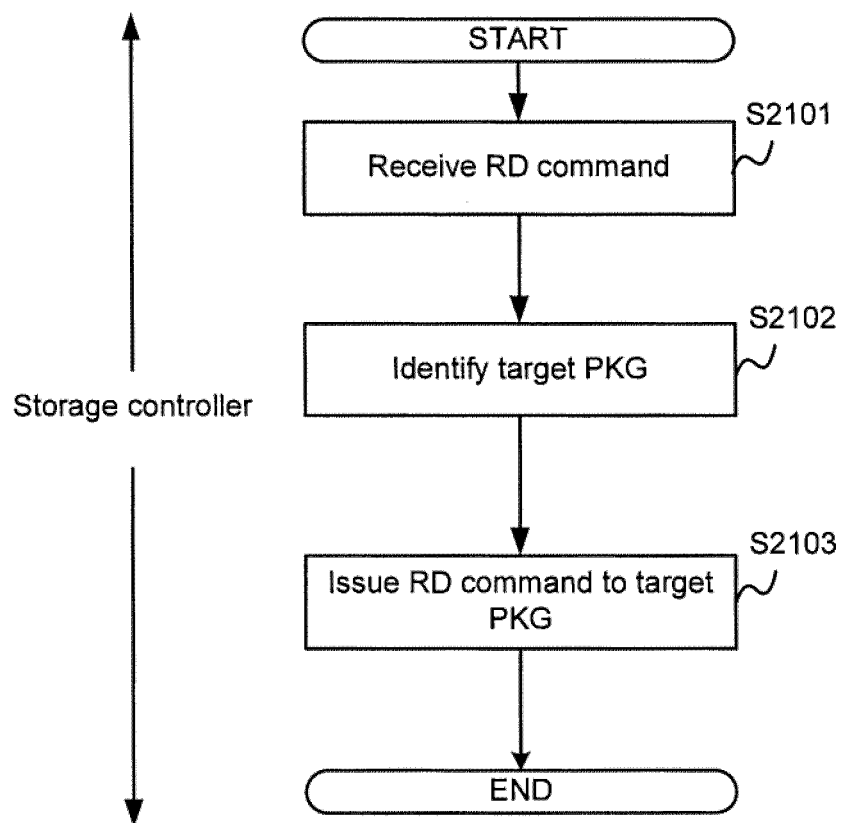 START
S2101
Receive RD command
S2102
Identify target PKG
Storage controller
S2103
Issue RD command to target
PKG
END